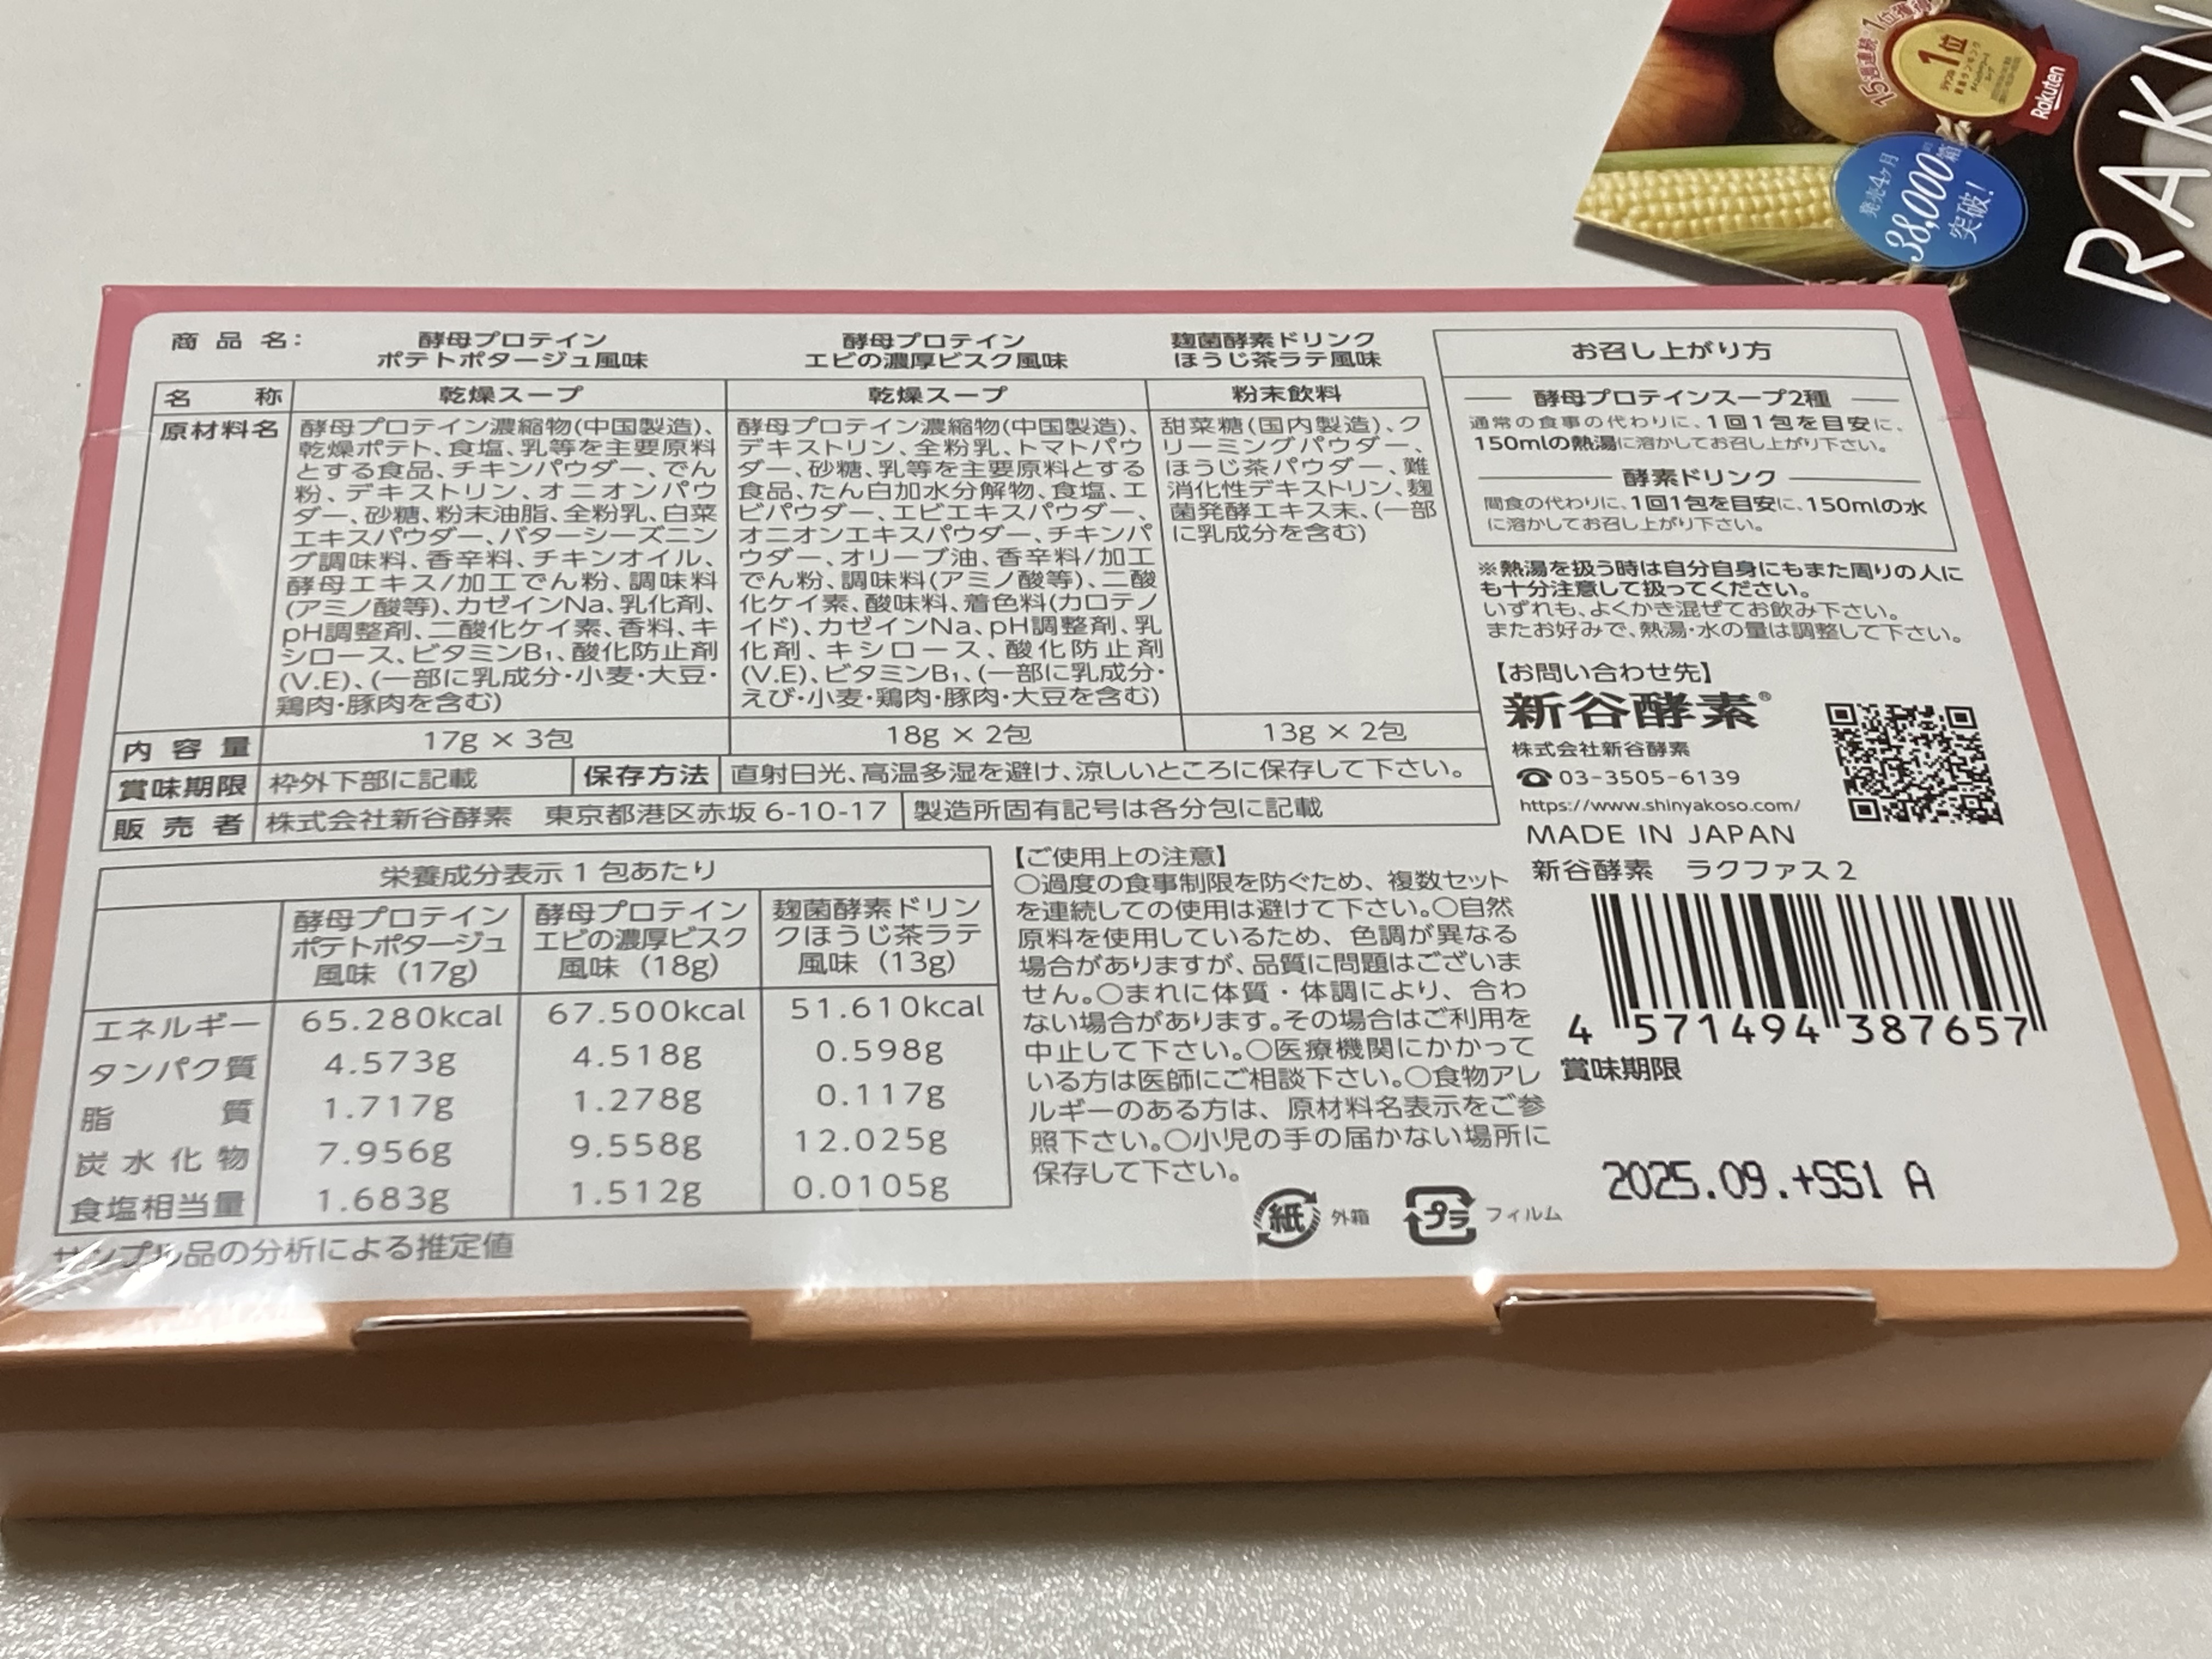 15週連続1位獲得
1位
Rakuten
発売4ヶ月
38,000箱
突破!
RAKU
商品名:
酵母プロテイン
ポテトポタージュ風味
酵母プロテイン
エビの濃厚ビスク風味
麹菌酵素ドリンク
ほうじ茶ラテ風味
名称 乾燥スープ 乾燥スープ 粉末飲料
原材料名
酵母プロテイン濃縮物(中国製造)、
乾燥ポテト、食塩、乳等を主要原料
とする食品、チキンパウダー、でん
粉、デキストリン、オニオンパウ
ダー、砂糖、粉末油脂、全粉乳、白菜
エキスパウダー、バターシーズニン
グ調味料、香辛料、チキンオイル、
酵母エキス/加工でん粉、調味料
(アミノ酸等)、カゼインNa、乳化剤、
pH調整剤、二酸化ケイ素、香料、キ
シロース、ビタミンB₁、酸化防止剤
(V.E)、(一部に乳成分・小麦・大豆・
鶏肉・豚肉を含む)
酵母プロテイン濃縮物(中国製造)、
デキストリン、全粉乳、トマトパウ
ダー、砂糖、乳等を主要原料とする
食品、たん白加水分解物、食塩、エ
ビパウダー、エビエキスパウダー、
オニオンエキスパウダー、チキンパ
ウダー、オリーブ油、香辛料/加工
でん粉、調味料(アミノ酸等)、二酸
化ケイ素、酸味料、着色料(カロテノ
イド)、カゼインNa、pH調整剤、乳
化剤、キシロース、酸化防止剤
(V.E)、ビタミンB₁、(一部に乳成分・
えび・小麦・鶏肉・豚肉・大豆を含む)
甜菜糖(国内製造)、ク
リーミングパウダー、
ほうじ茶パウダー、難
消化性デキストリン、麹
菌発酵エキス末、(一部
に乳成分を含む)
内容量 17g × 3包 18g × 2包 13g × 2包
賞味期限 枠外下部に記載 保存方法 直射日光、高温多湿を避け、涼しいところに保存して下さい。
販売者 株式会社新谷酵素 東京都港区赤坂 6-10-17 製造所固有記号は各分包に記載
栄養成分表示 1 包あたり
酵母プロテイン
ポテトポタージュ
風味 (17g)
酵母プロテイン
エビの濃厚ビスク
風味 (18g)
麹菌酵素ドリン
クほうじ茶ラテ
風味 (13g)
エネルギー 65.280kcal 67.500kcal 51.610kcal
タンパク質 4.573g 4.518g 0.598g
脂質 1.717g 1.278g 0.117g
炭水化物 7.956g 9.558g 12.025g
食塩相当量 1.683g 1.512g 0.0105g
サンプル品の分析による推定値
【ご使用上の注意】
○過度の食事制限を防ぐため、複数セット
を連続しての使用は避けて下さい。○自然
原料を使用しているため、色調が異なる
場合がありますが、品質に問題はございま
せん。○まれに体質・体調により、合わ
ない場合があります。その場合はご利用を
中止して下さい。○医療機関にかかって
いる方は医師にご相談下さい。○食物アレ
ルギーのある方は、原材料名表示をご参
照下さい。○小児の手の届かない場所に
保存して下さい。
紙 外箱 プラ フィルム
お召し上がり方
酵母プロテインスープ2種
通常の食事の代わりに、1回1包を目安に、
150mlの熱湯に溶かしてお召し上がり下さい。
酵素ドリンク
間食の代わりに、1回1包を目安に、150mlの水
に溶かしてお召し上がり下さい。
※熱湯を扱う時は自分自身にもまた周りの人に
も十分注意して扱ってください。
いずれも、よくかき混ぜてお飲み下さい。
またお好みで、熱湯・水の量は調整して下さい。
【お問い合わせ先】
新谷酵素®
株式会社新谷酵素
☎03-3505-6139
https://www.shinyakoso.com/
MADE IN JAPAN
新谷酵素 ラクファス2
4 571494 387657
賞味期限
2025.09.+SS1 A